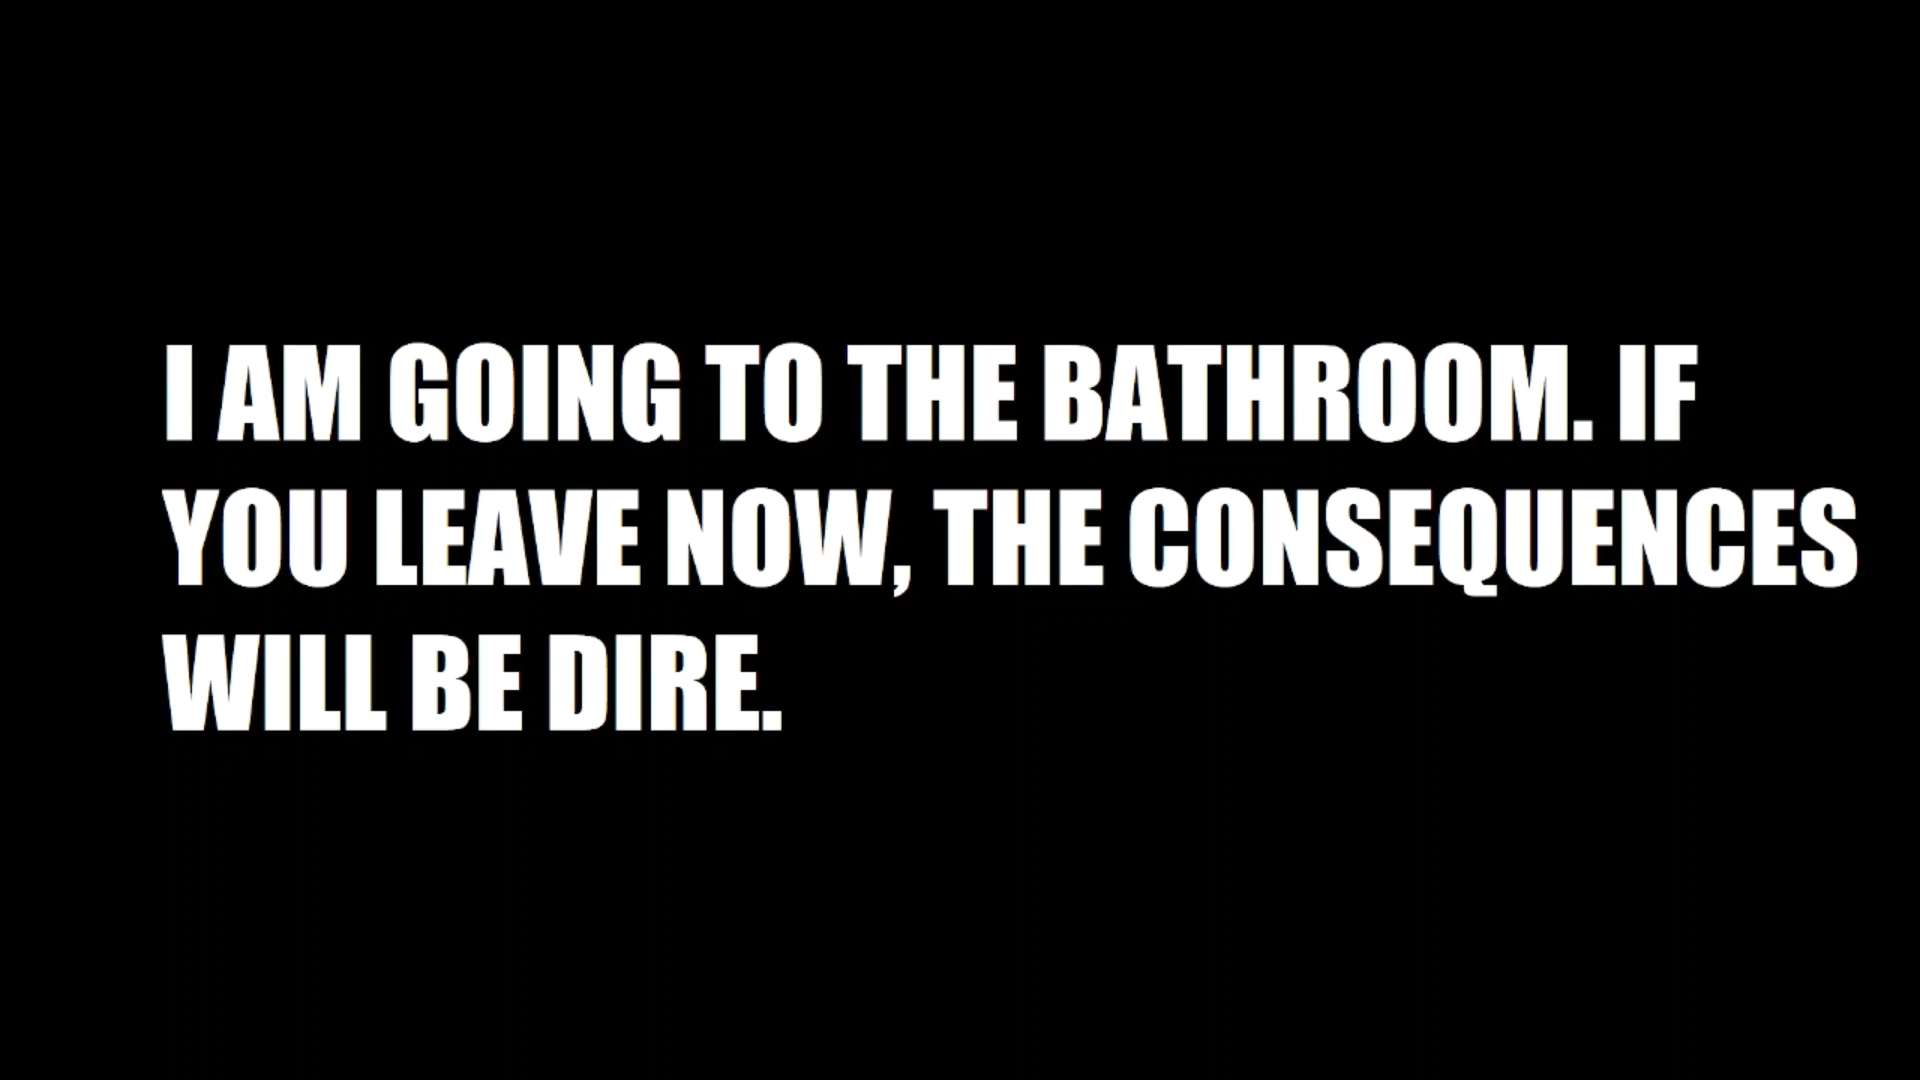 I AM GOING TO THE BATHROOM. IF
YOU LEAVE NOW, THE CONSEQUENCES
WILL BE DIRE.